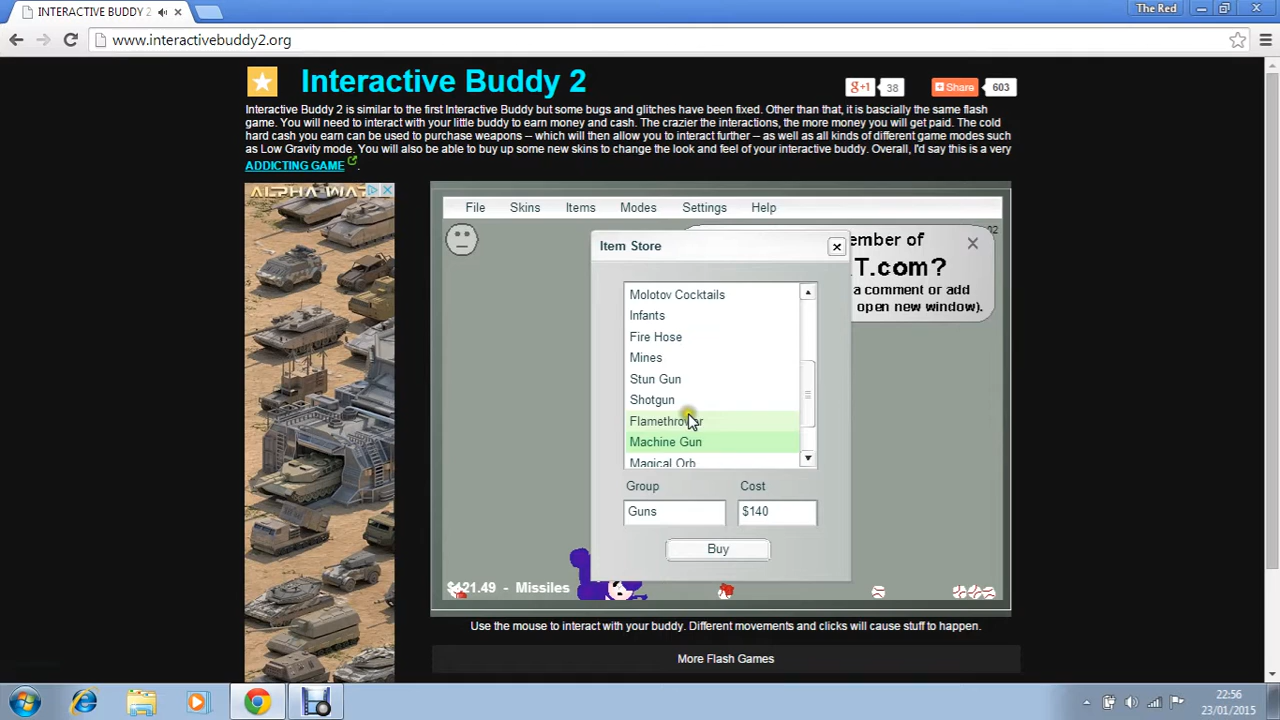 INTERACTIVE BUDDY 2
The Red
www.interactivebuddy2.org
Interactive Buddy 2
g+1 38
Share 603
Interactive Buddy 2 is similar to the first Interactive Buddy but some bugs and glitches have been fixed. Other than that, it is bascially the same flash
game. You will need to interact with your little buddy to earn money and cash. The crazier the interactions, the more money you will get paid. The cold
hard cash you earn can be used to purchase weapons -- which will then allow you to interact further -- as well as all kinds of different game modes such
as Low Gravity mode. You will also be able to buy up some new skins to change the look and feel of your interactive buddy. Overall, I'd say this is a very
ADDICTING GAME .
File Skins Items Modes Settings Help
Item Store
ember of
T.com?
a comment or add
open new window).
Molotov Cocktails
Infants
Fire Hose
Mines
Stun Gun
Shotgun
Flamethrower
Machine Gun
Magical Orb
Group Cost
Guns $140
Buy
- Missiles
Use the mouse to interact with your buddy. Different movements and clicks will cause stuff to happen.
More Flash Games
22:56
23/01/2015